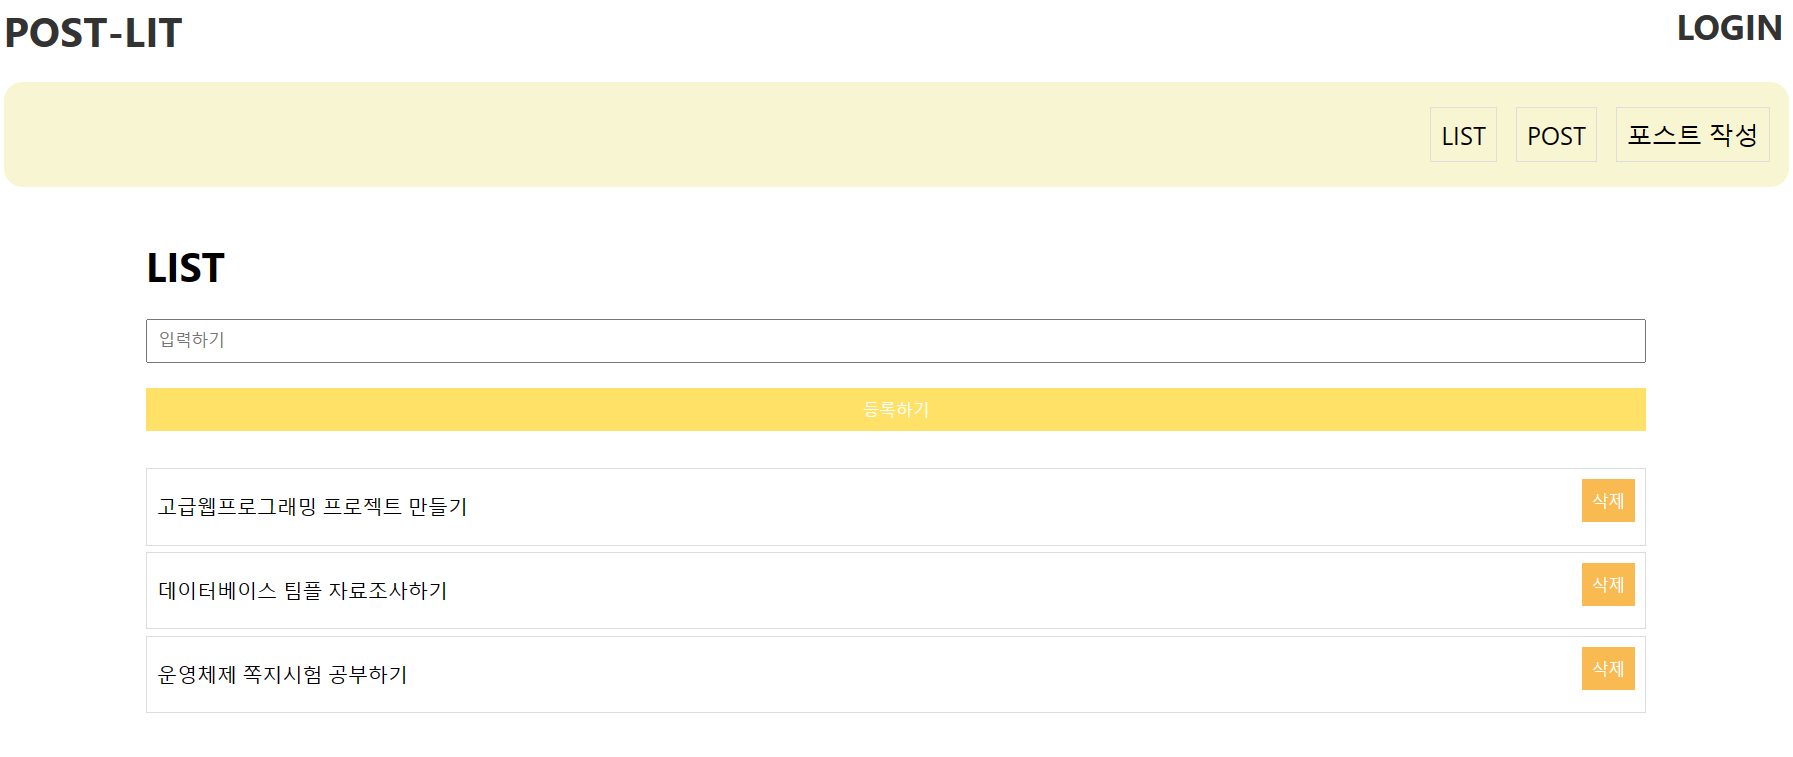 POST-LIT
LOGIN
LIST
POST
포스트 작성
LIST
입력하기
등록하기
고급웹프로그래밍 프로젝트 만들기
삭제
데이터베이스 팀플 자료조사하기
삭제
운영체제 쪽지시험 공부하기
삭제